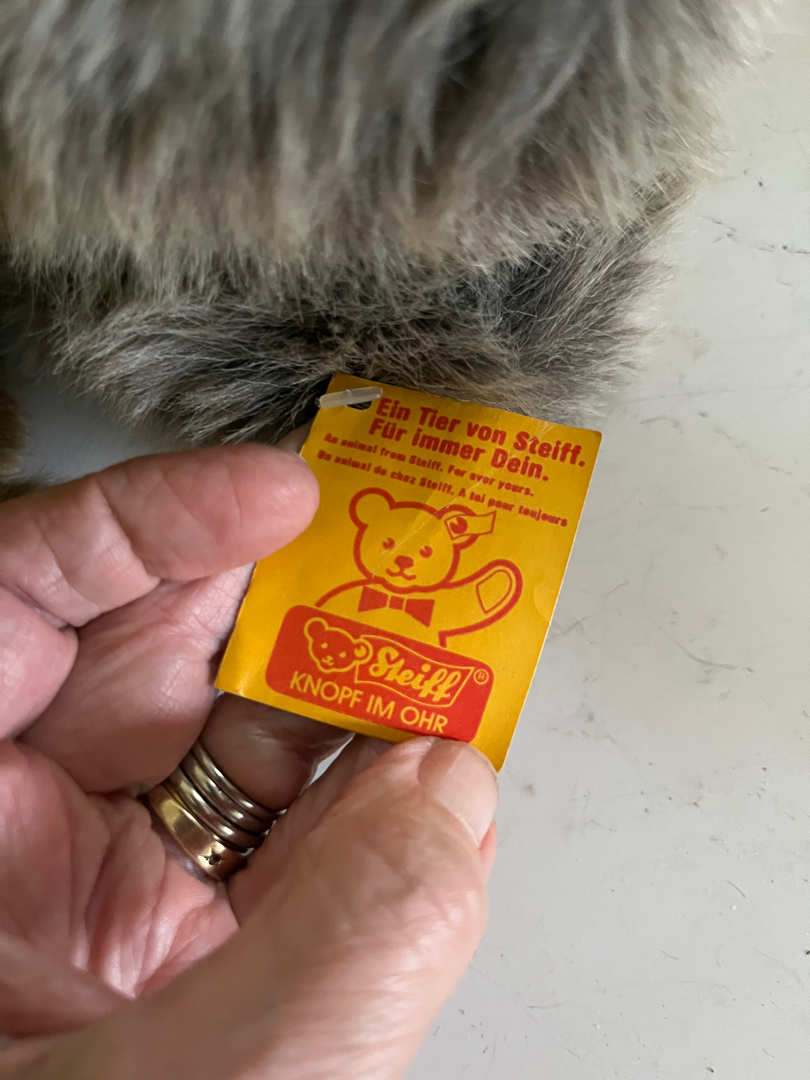 Ein Tier von Steiff.
Für immer Dein.
An animal from Steiff. For ever yours.
Un animal de chez Steiff. A toi pour toujours
Steiff ®
KNOPF IM OHR